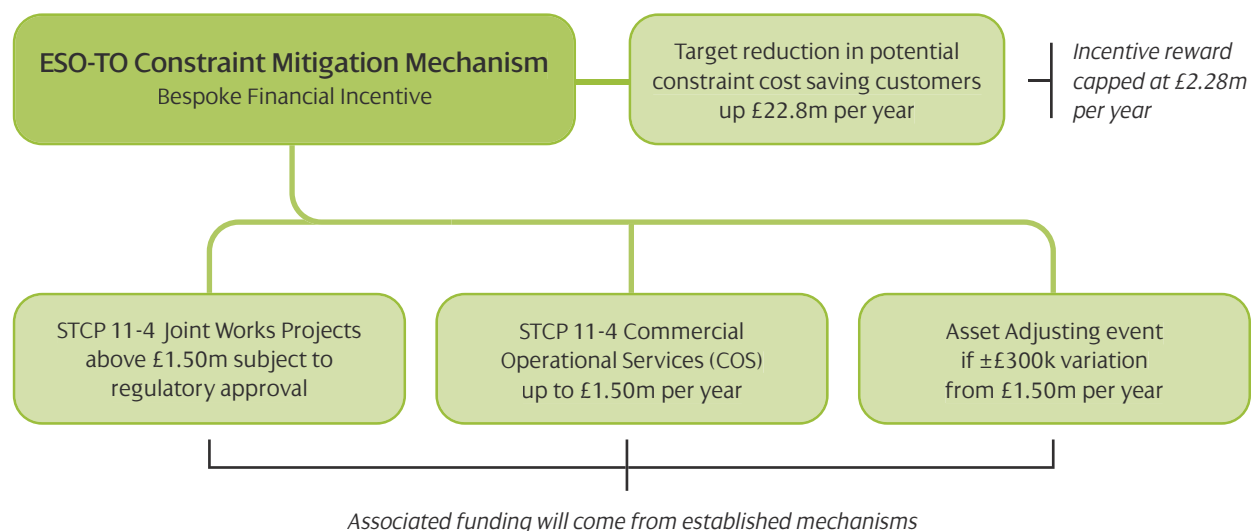 ESO-TO Constraint Mitigation Mechanism
Bespoke Financial Incentive
Target reduction in potential
constraint cost saving customers
up £22.8m per year
Incentive reward
capped at £2.28m
per year
STCP 11-4 Joint Works Projects
above £1.50m subject to
regulatory approval
STCP 11-4 Commercial
Operational Services (COS)
up to £1.50m per year
Asset Adjusting event
if ±£300k variation
from £1.50m per year
Associated funding will come from established mechanisms